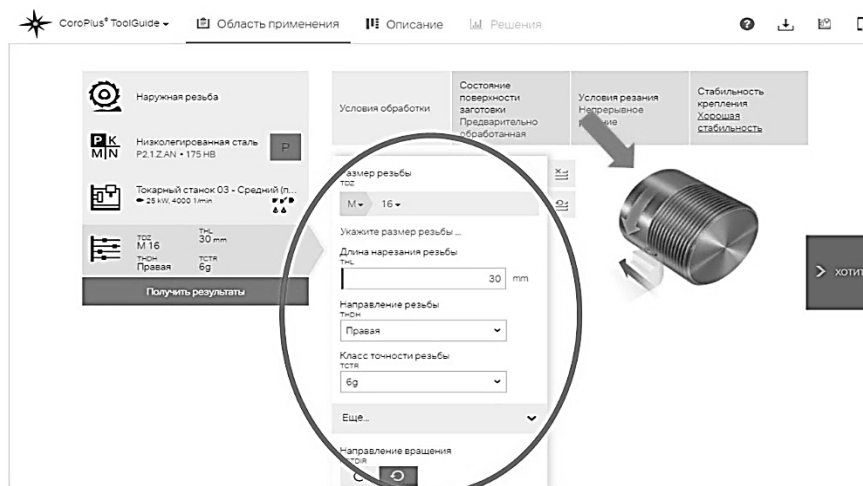 CoroPlus® ToolGuide
Область применения
Описание
Решения
Наружная резьба
P K
M N
Низколегированная сталь
P2.1.Z.AN • 175 HB
P
Токарный станок 03 - Средний (п...
25 кW, 4000 1/min
TDZ
M 16
THL
30 mm
THDH
Правая
TCTR
6g
Получить результаты
Условия обработки
Состояние
поверхности
заготовки
Предварительно
обработанная
Условия резания
Непрерывное
Стабильность
крепления
Хорошая
стабильность
Размер резьбы
TDZ
M
16
Укажите размер резьбы ...
Длина нарезания резьбы
THL
30 mm
Направление резьбы
THDH
Правая
Класс точности резьбы
TCTR
6g
Еще...
Направление вращения
ХОТИТ